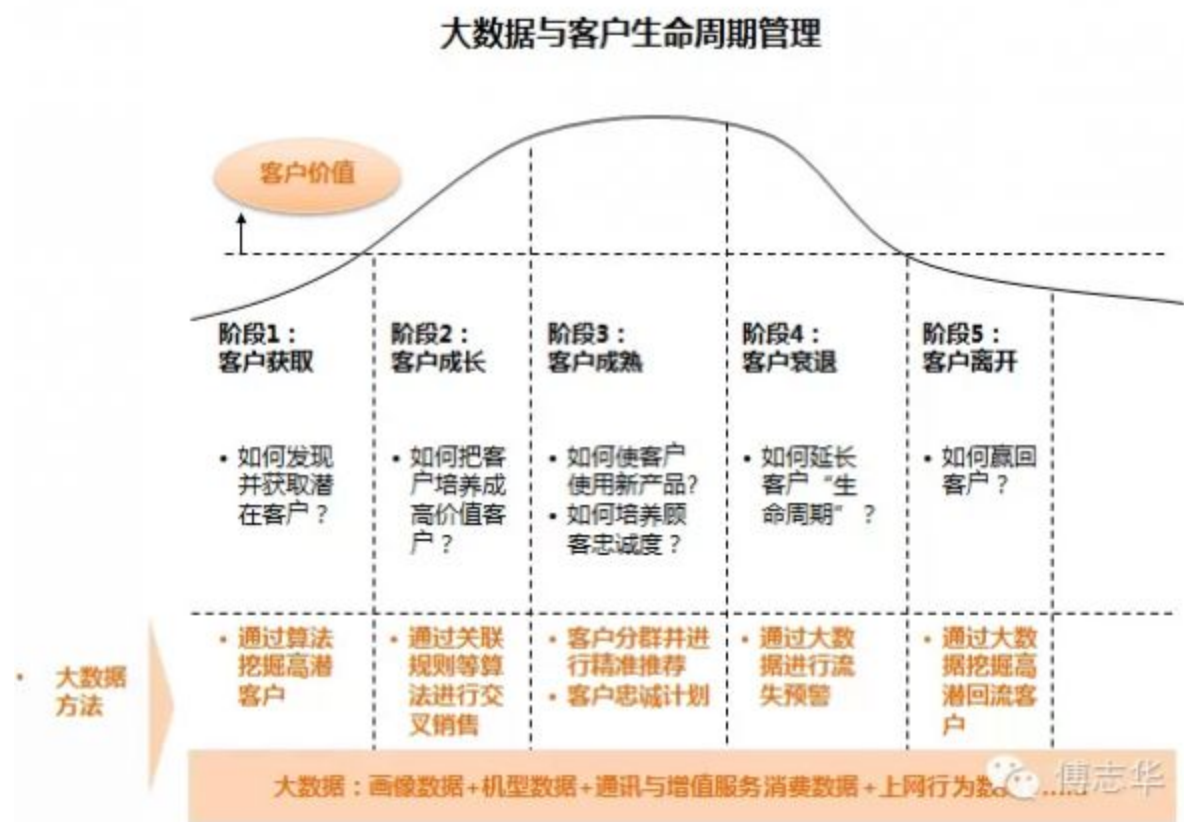 大数据与客户生命周期管理
客户价值
阶段1：
客户获取
阶段2：
客户成长
阶段3：
客户成熟
阶段4：
客户衰退
阶段5：
客户离开
• 如何发现
并获取潜
在客户？
• 如何把客
户培养成
高价值客
户？
• 如何使客户
使用新产品?
• 如何培养顾
客忠诚度？
• 如何延长
客户“生
命周期”？
• 如何赢回
客户？
• 大数据
方法
• 通过算法
挖掘高潜
客户
• 通过关联
规则等算
法进行交
叉销售
• 客户分群并进
行精准推荐
• 客户忠诚计划
• 通过大数
据进行流
失预警
• 通过大数
据挖掘高
潜回流客
户
大数据：画像数据+机型数据+通讯与增值服务消费数据+上网行为数据……
傅志华